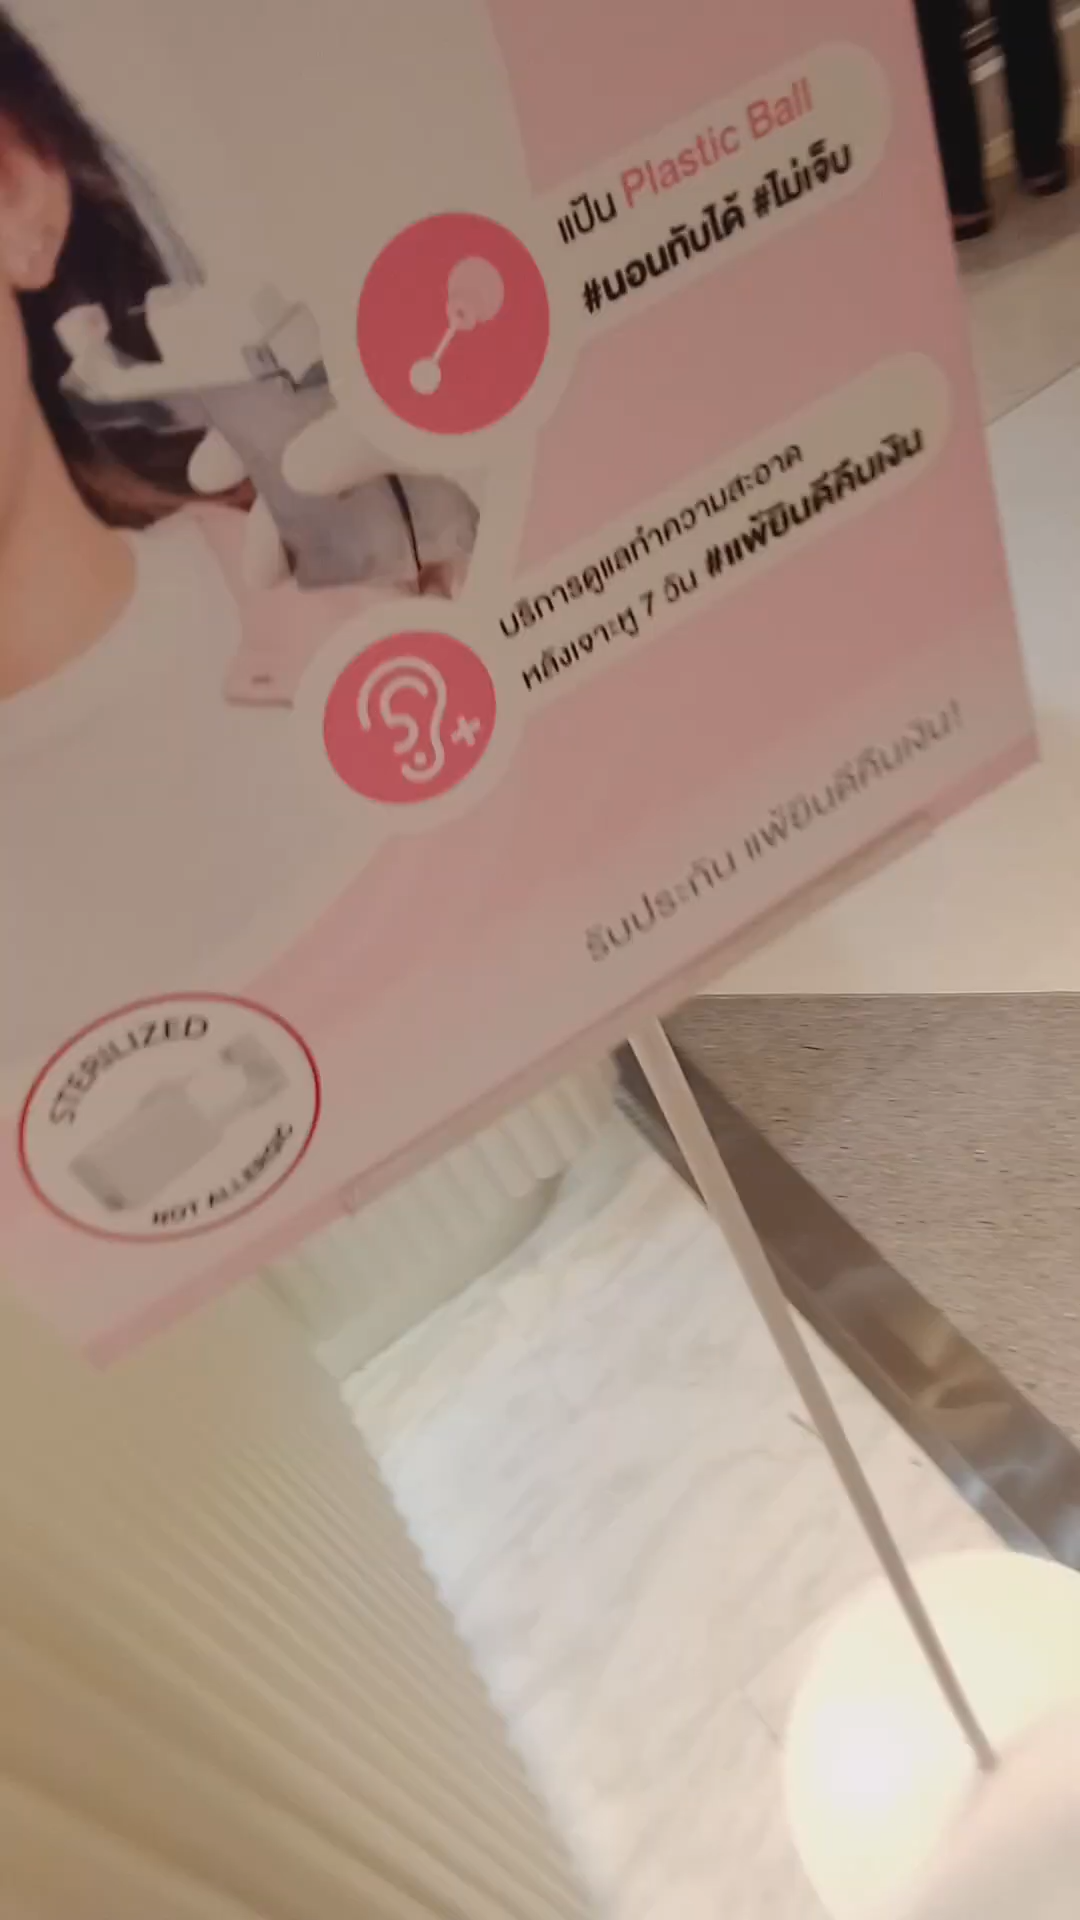 แป้น Plastic Ball
#นอนทับได้ #ไม่เจ็บ
บริการดูแลทำความสะอาด
หลังเจาะหู 7 วัน #แพ้ยินดีคืนเงิน
รับประกัน แพ้ยินดีคืนเงิน!
STERILIZED
NOT ALLERGIC